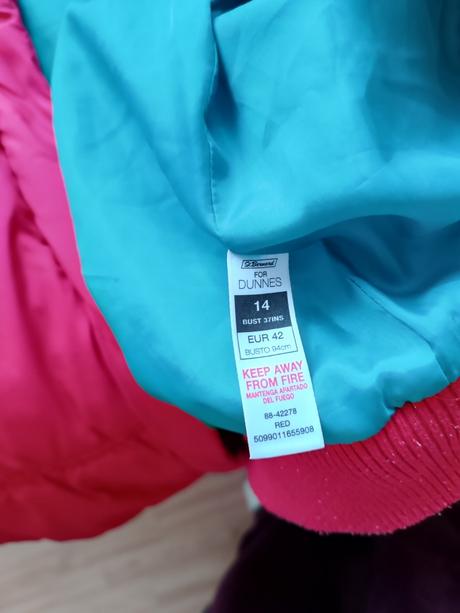 St. Bernard
FOR
DUNNES
14
BUST 37INS
EUR 42
BUSTO 94cm
KEEP AWAY
FROM FIRE
MANTENGA APARTADO
DEL FUEGO
88-42278
RED
5099011655908